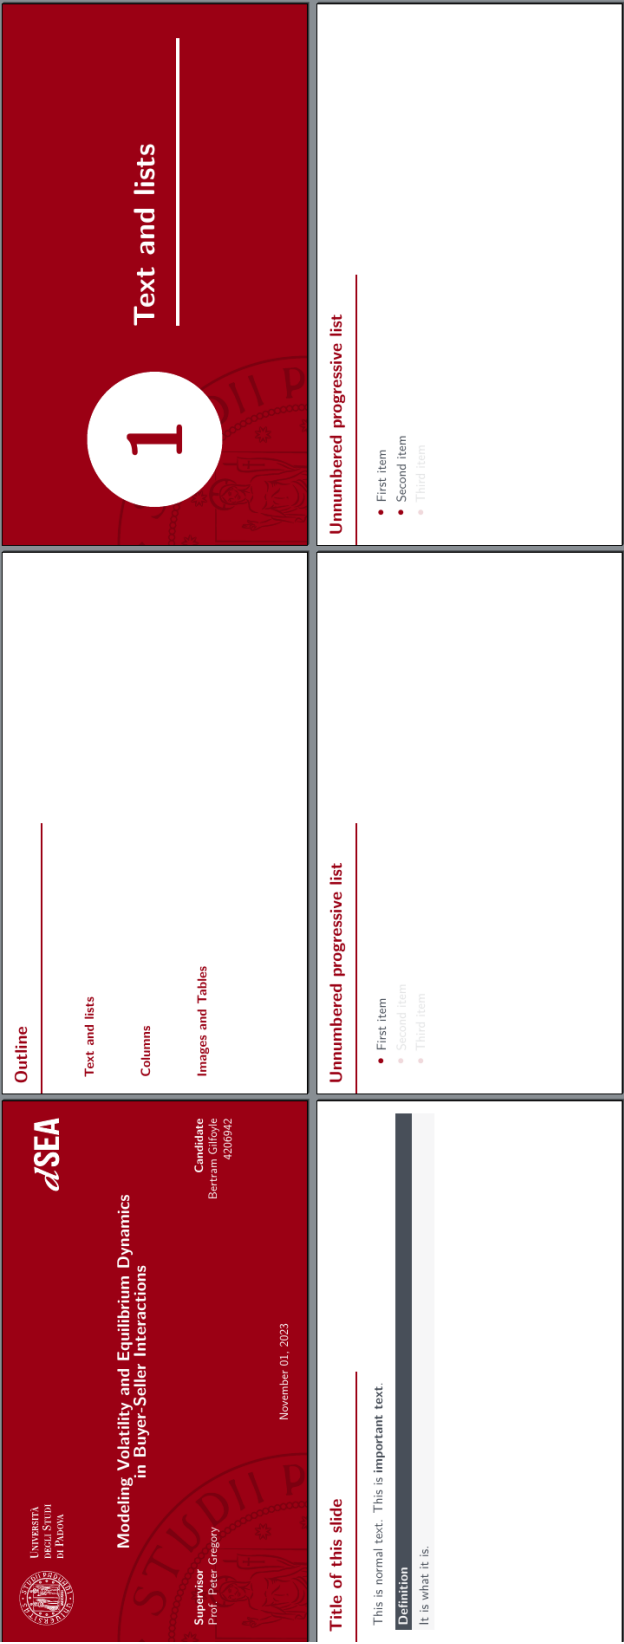 UNIVERSITÀ
DEGLI STUDI
DI PADOVA
dSEA
Modeling Volatility and Equilibrium Dynamics
in Buyer-Seller Interactions
Supervisor
Prof. Peter Gregory
Candidate
Bertram Gilfoyle
4206942
November 01, 2023
STUDII P
Outline
Text and lists
Columns
Images and Tables
1
Text and lists
DII P
Title of this slide
This is normal text. This is important text.
Definition
It is what it is.
Unnumbered progressive list
• First item
• Second item
• Third item
Unnumbered progressive list
• First item
• Second item
• Third item